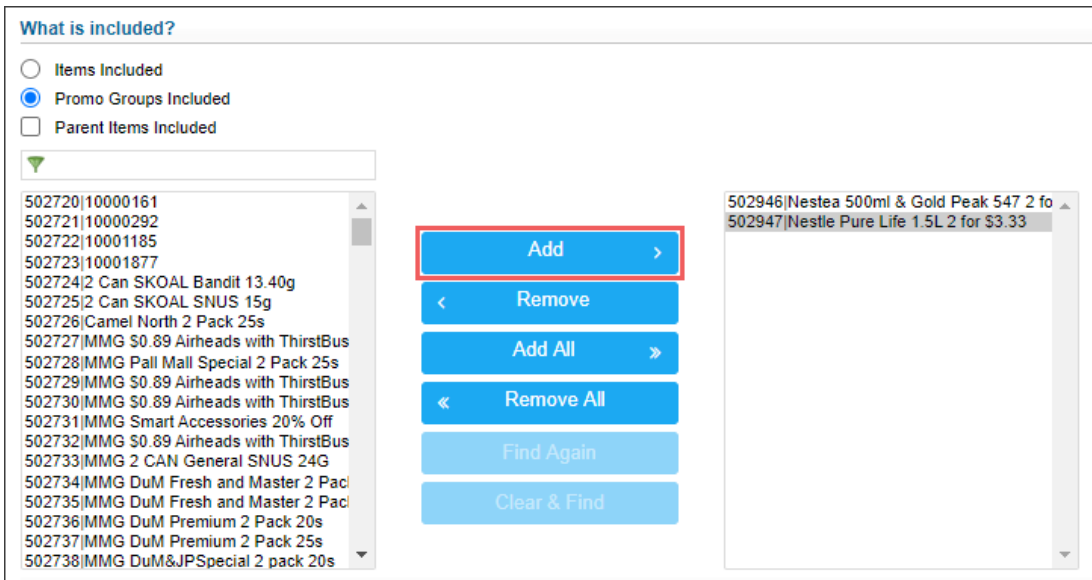 What is included?
Items Included
Promo Groups Included
Parent Items Included
502720|10000161
502721|10000292
502722|10001185
502723|10001877
502724|2 Can SKOAL Bandit 13.40g
502725|2 Can SKOAL SNUS 15g
502726|Camel North 2 Pack 25s
502727|MMG $0.89 Airheads with ThirstBus
502728|MMG Pall Mall Special 2 Pack 25s
502729|MMG $0.89 Airheads with ThirstBus
502730|MMG $0.89 Airheads with ThirstBus
502731|MMG Smart Accessories 20% Off
502732|MMG $0.89 Airheads with ThirstBus
502733|MMG 2 CAN General SNUS 24G
502734|MMG DuM Fresh and Master 2 Pac
502735|MMG DuM Fresh and Master 2 Pac
502736|MMG DuM Premium 2 Pack 20s
502737|MMG DuM Premium 2 Pack 25s
502738|MMG DuM&JPSpecial 2 pack 20s
Add ›
‹ Remove
Add All »
« Remove All
Find Again
Clear & Find
502946|Nestea 500ml & Gold Peak 547 2 fo
502947|Nestle Pure Life 1.5L 2 for $3.33